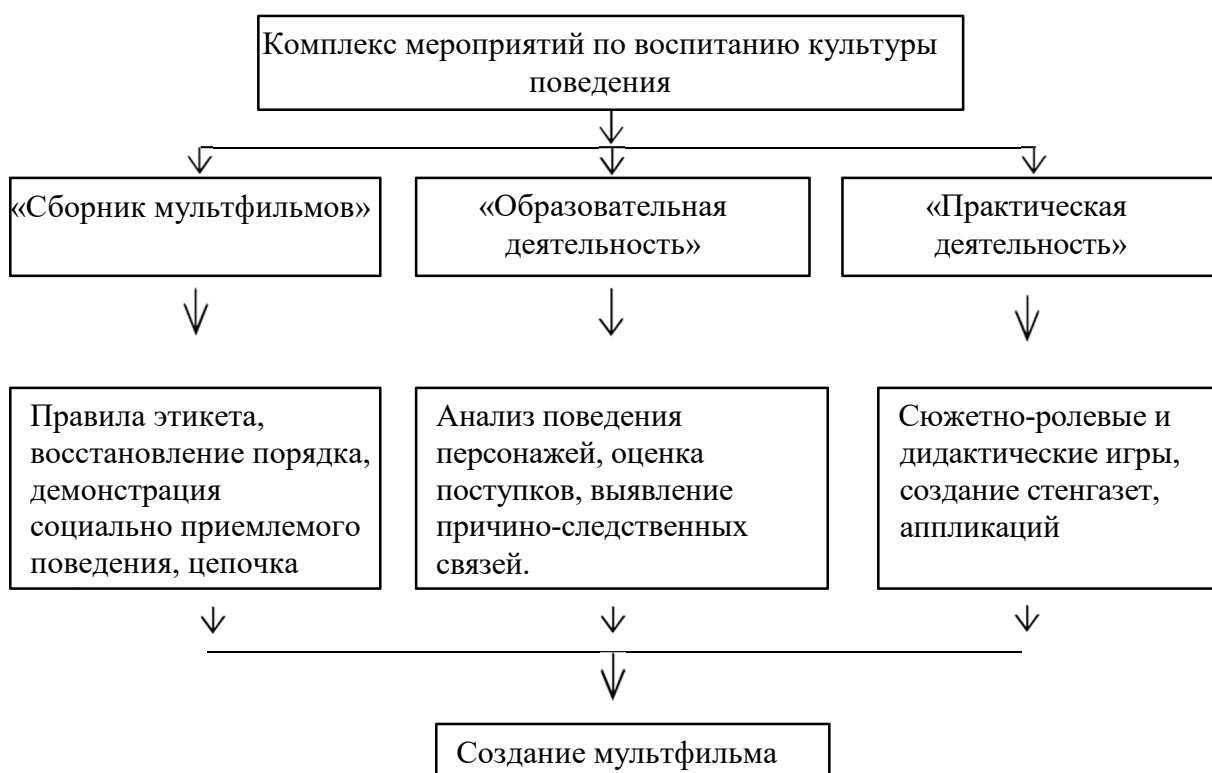 Комплекс мероприятий по воспитанию культуры
поведения
«Сборник мультфильмов»
«Образовательная
деятельность»
«Практическая
деятельность»
Правила этикета,
восстановление порядка,
демонстрация
социально приемлемого
поведения, цепочка
Анализ поведения
персонажей, оценка
поступков, выявление
причино-следственных
связей.
Сюжетно-ролевые и
дидактические игры,
создание стенгазет,
аппликаций
Создание мультфильма